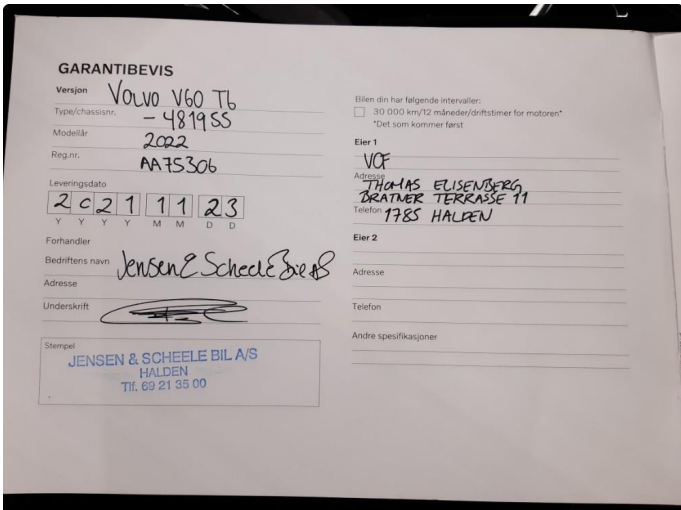 GARANTIBEVIS
Versjon VOLVO V60 T6
Type/chassisnr. - 481955
Modellår 2022
Reg.nr. AA75306
Leveringsdato
2 0 2 1 1 1 2 3
Y Y Y Y M M D D
Forhandler
Bedriftens navn Jensen & Scheele Bil AS
Adresse
Underskrift
Stempel
JENSEN & SCHEELE BIL A/S
HALDEN
Tlf. 69 21 35 00
Bilen din har følgende intervaller:
30 000 km/12 måneder/driftstimer for motoren*
*Det som kommer først
Eier 1
VCF
Adresse THOMAS ELISENBERG
BRATNER TERRASSE 11
Telefon 1785 HALDEN
Eier 2
Adresse
Telefon
Andre spesifikasjoner